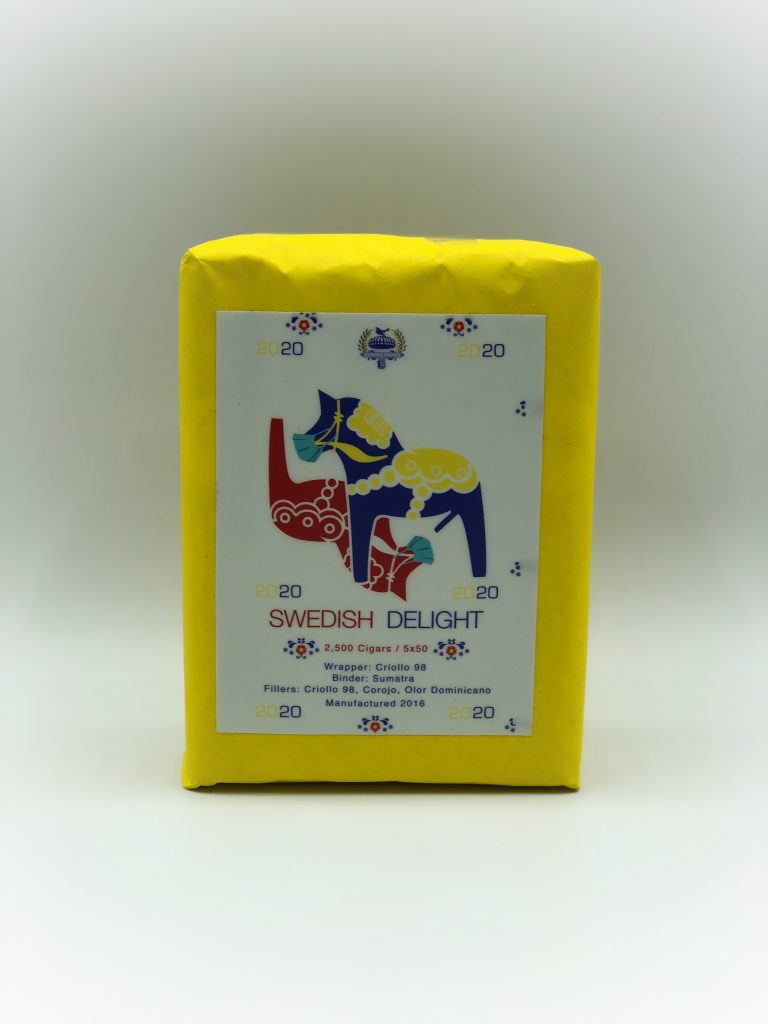 2020 2020
2020 2020
SWEDISH DELIGHT
2,500 Cigars / 5x50
Wrapper: Criollo 98
Binder: Sumatra
Fillers: Criollo 98, Corojo, Olor Dominicano
Manufactured 2016
2020 2020